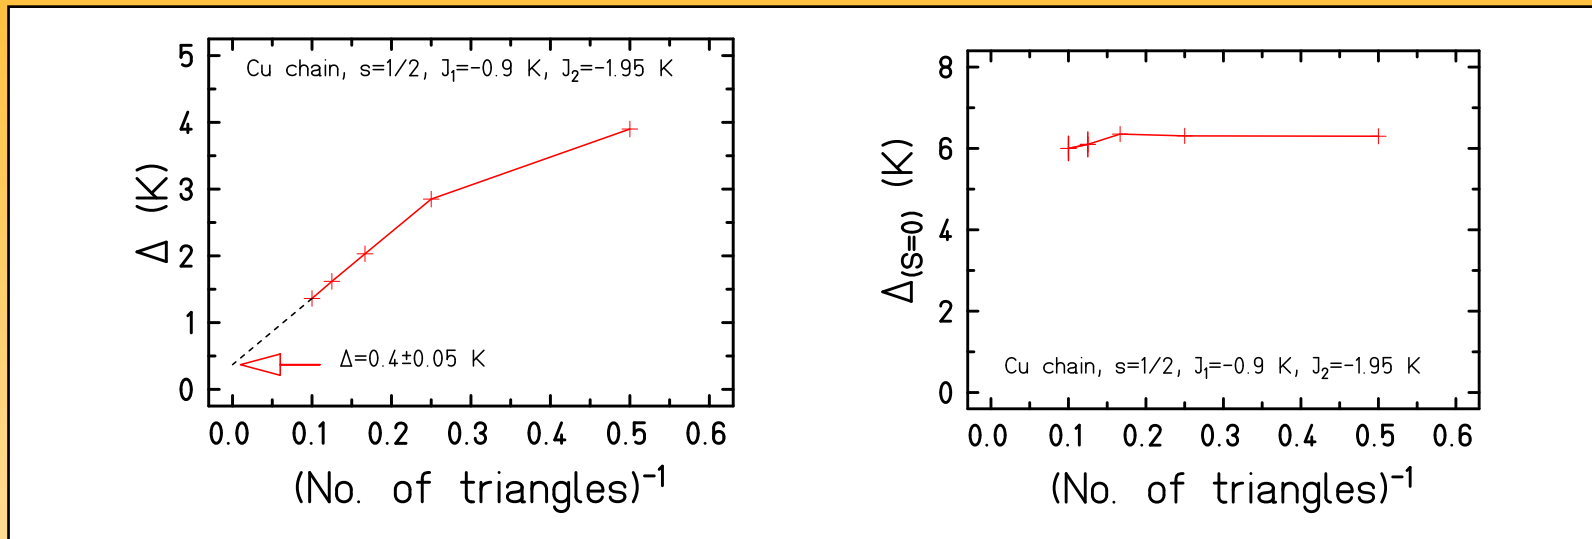 5
4
3
2
1
0
Δ (K)
Cu chain, s=1/2, J₁=-0.9 K, J₂=-1.95 K
Δ=0.4±0.05 K
0.0 0.1 0.2 0.3 0.4 0.5 0.6
(No. of triangles)⁻¹
8
6
4
2
0
Δ(S=0) (K)
Cu chain, s=1/2, J₁=-0.9 K, J₂=-1.95 K
0.0 0.1 0.2 0.3 0.4 0.5 0.6
(No. of triangles)⁻¹